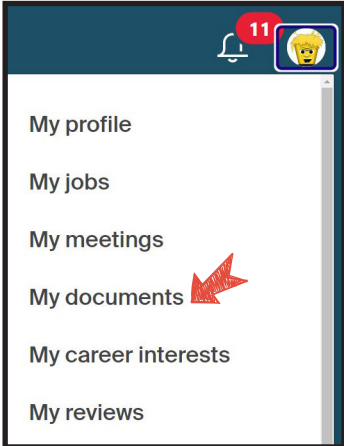 11
My profile
My jobs
My meetings
My documents
My career interests
My reviews